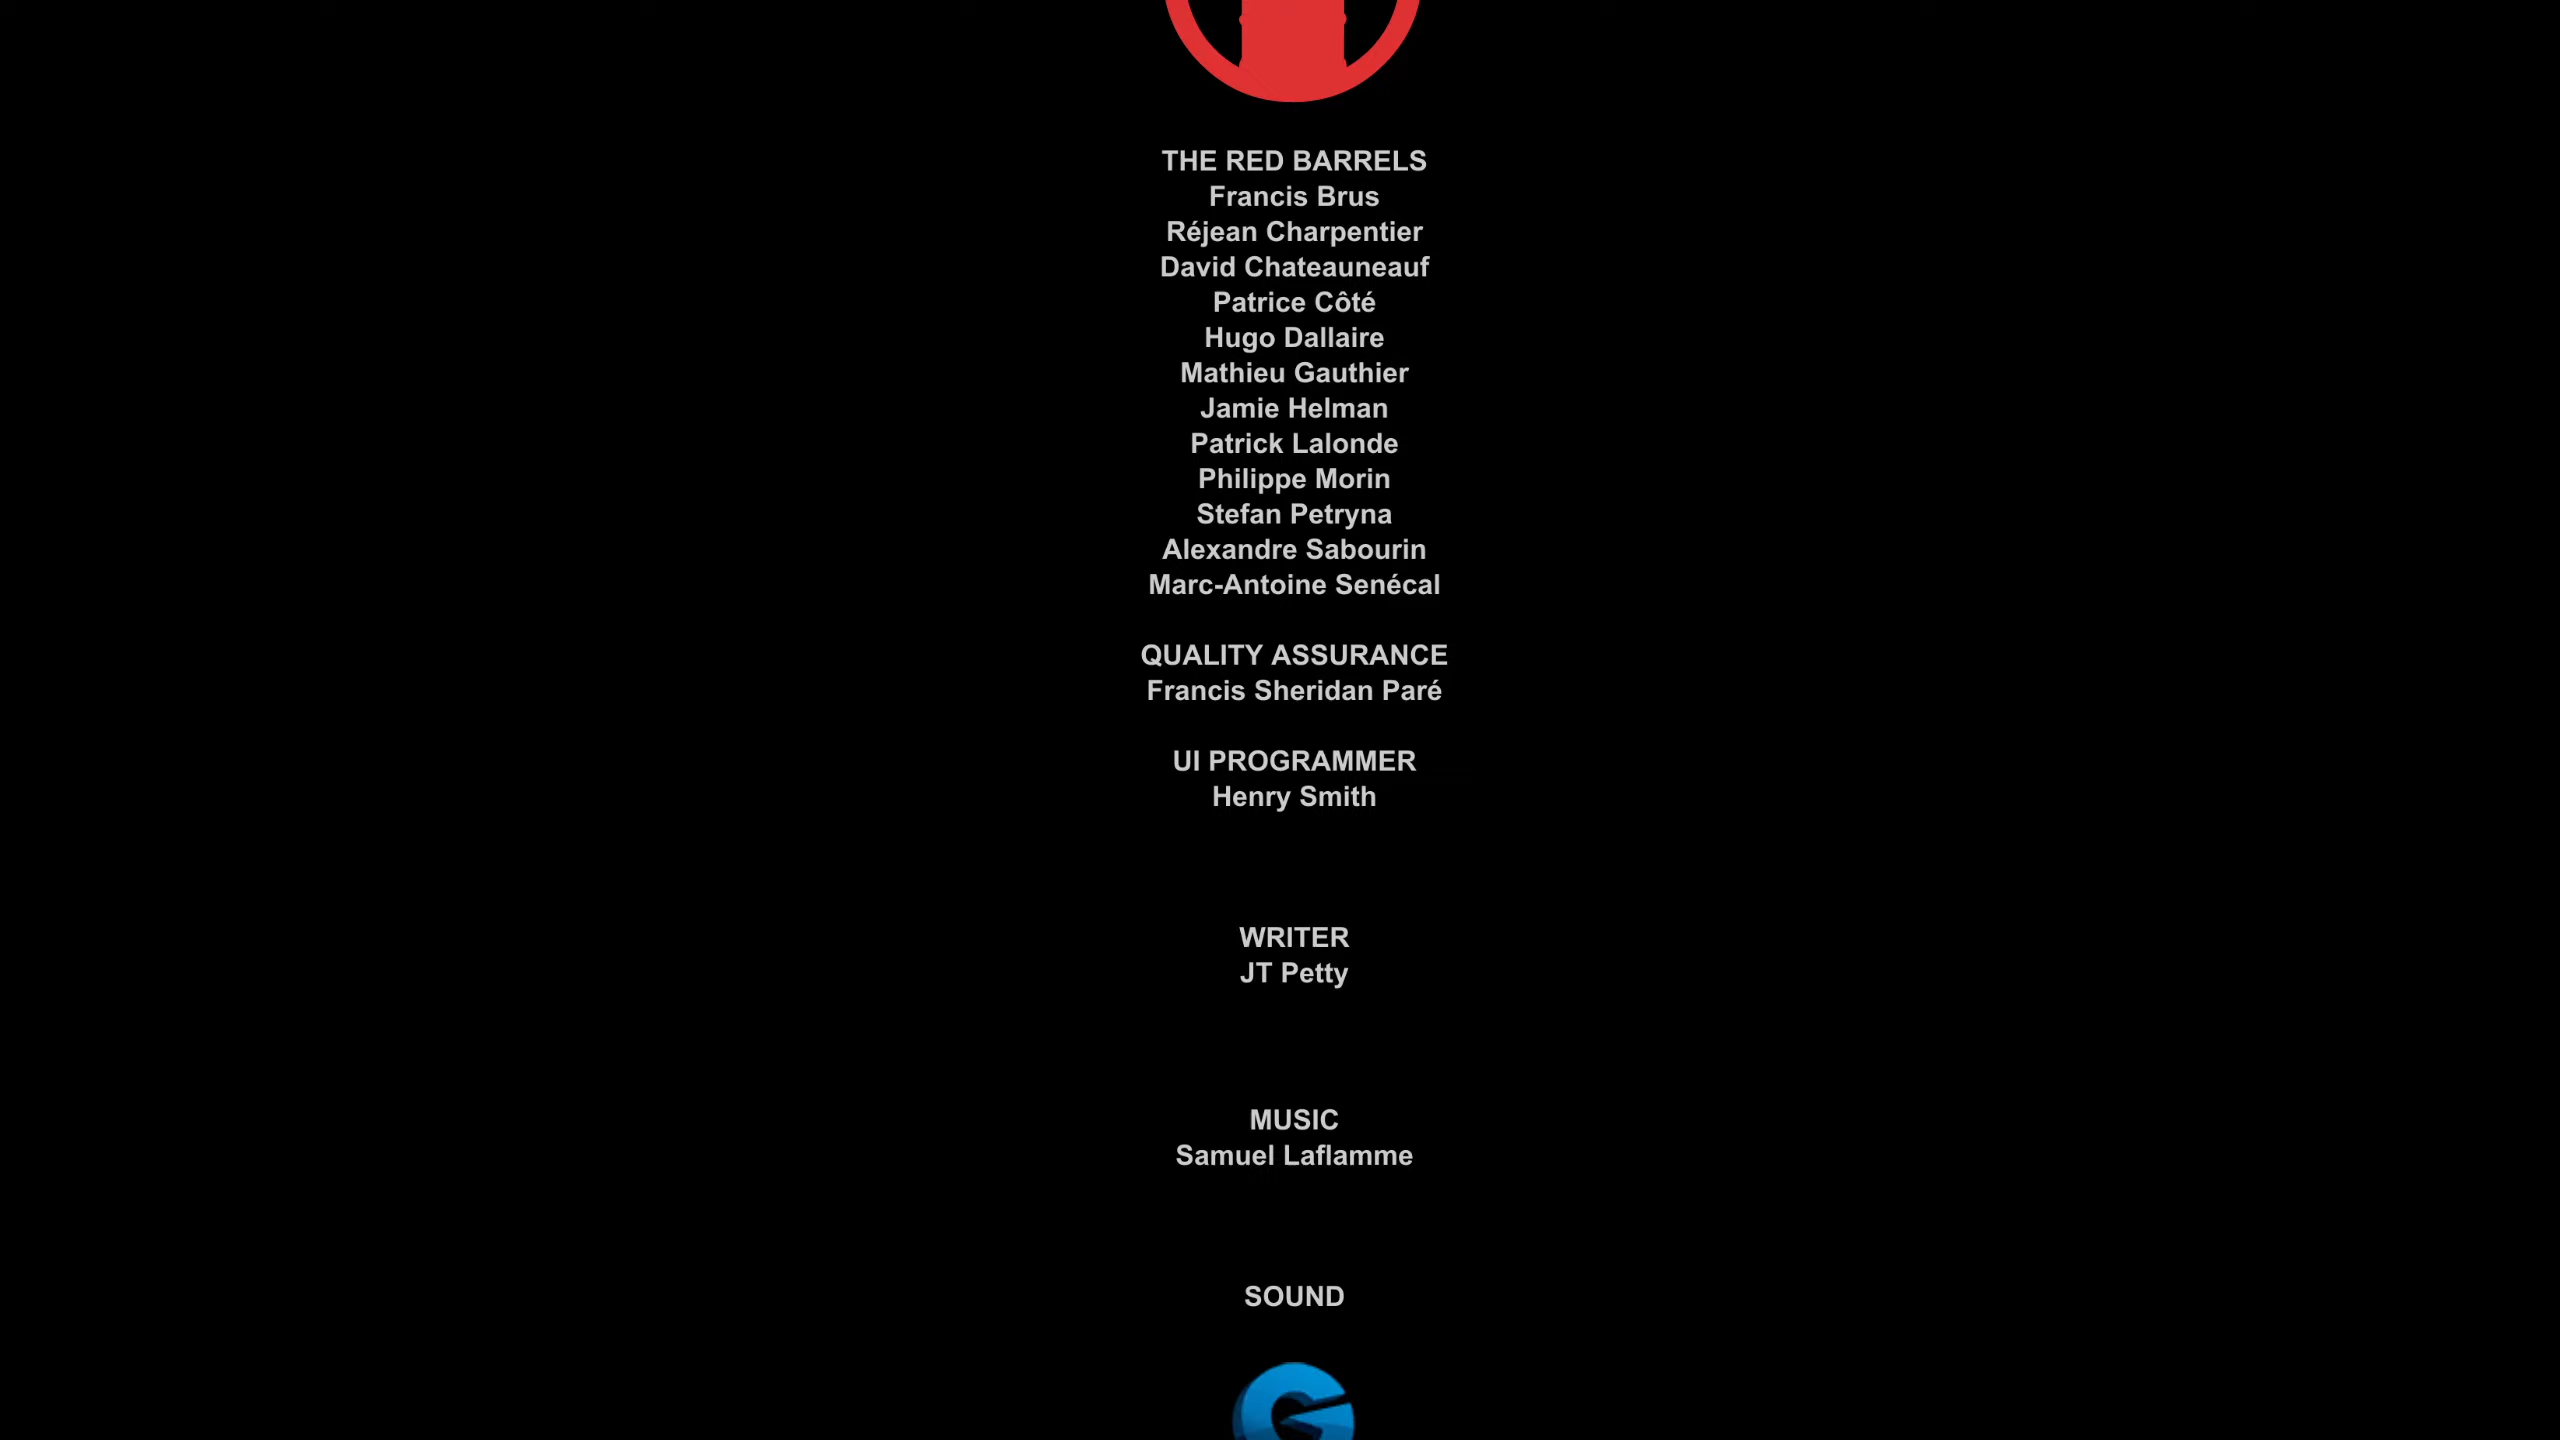 THE RED BARRELS
Francis Brus
Réjean Charpentier
David Chateauneuf
Patrice Côté
Hugo Dallaire
Mathieu Gauthier
Jamie Helman
Patrick Lalonde
Philippe Morin
Stefan Petryna
Alexandre Sabourin
Marc-Antoine Senécal
QUALITY ASSURANCE
Francis Sheridan Paré
UI PROGRAMMER
Henry Smith
WRITER
JT Petty
MUSIC
Samuel Laflamme
SOUND